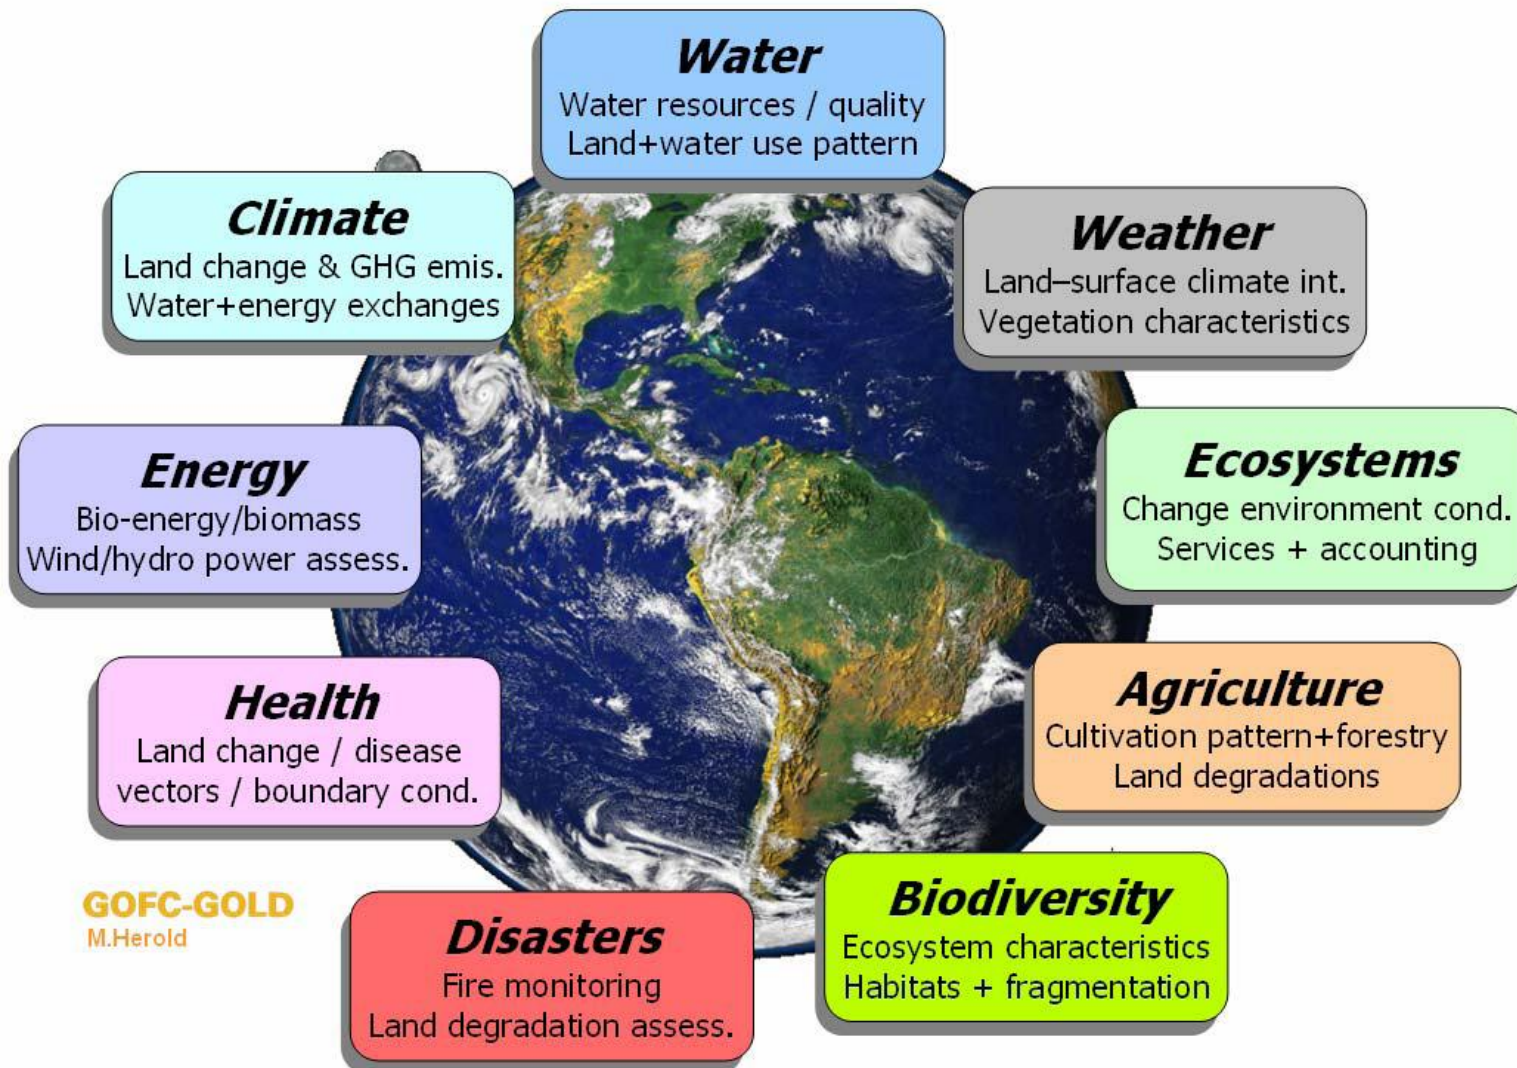 Water
Water resources / quality
Land+water use pattern
Climate
Land change & GHG emis.
Water+energy exchanges
Weather
Land–surface climate int.
Vegetation characteristics
Energy
Bio-energy/biomass
Wind/hydro power assess.
Ecosystems
Change environment cond.
Services + accounting
Health
Land change / disease
vectors / boundary cond.
Agriculture
Cultivation pattern+forestry
Land degradations
GOFC-GOLD
M.Herold
Disasters
Fire monitoring
Land degradation assess.
Biodiversity
Ecosystem characteristics
Habitats + fragmentation